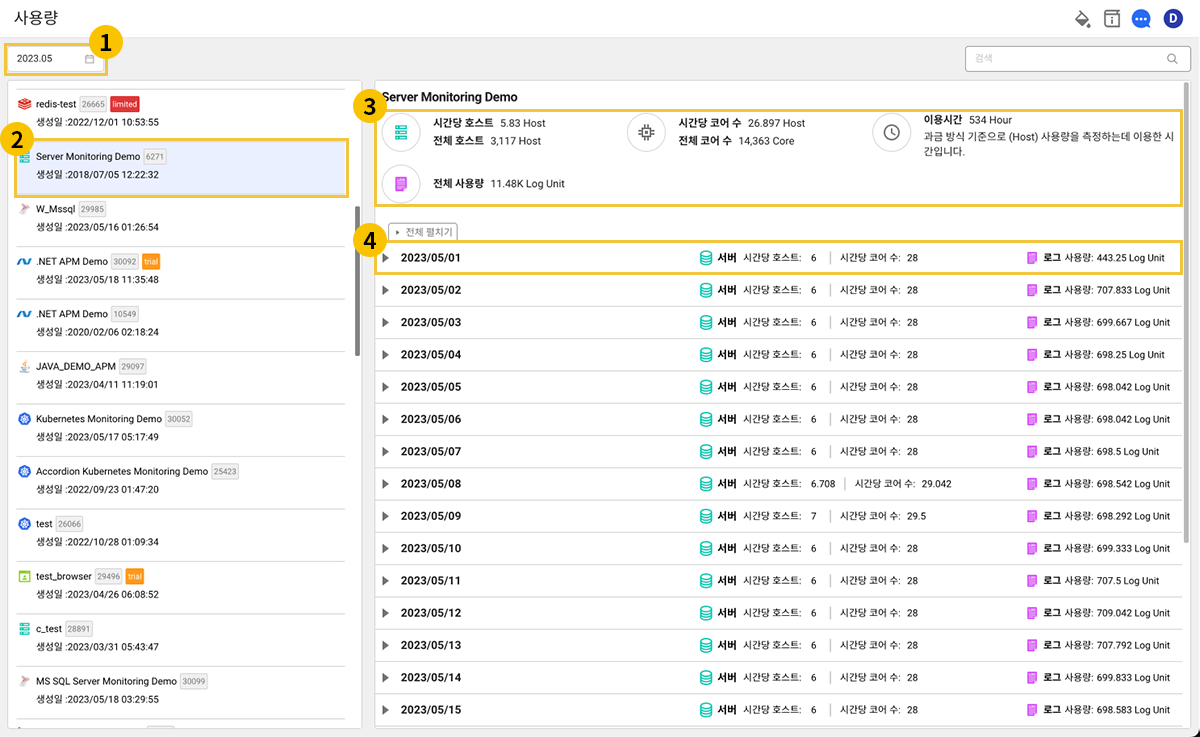 사용량
D
1
2023.05
검색
redis-test 26665 limited
생성일 :2022/12/01 10:53:55
2
Server Monitoring Demo 6271
생성일 :2018/07/05 12:22:32
W_Mssql 29985
생성일 :2023/05/16 01:26:54
.NET APM Demo 30092 trial
생성일 :2023/05/18 11:35:48
.NET APM Demo 10549
생성일 :2020/02/06 02:18:24
JAVA_DEMO_APM 29097
생성일 :2023/04/11 11:19:01
Kubernetes Monitoring Demo 30052
생성일 :2023/05/17 05:17:49
Accordion Kubernetes Monitoring Demo 25423
생성일 :2022/09/23 01:47:20
test 26066
생성일 :2022/10/28 01:09:34
test_browser 29496 trial
생성일 :2023/04/26 06:08:52
c_test 28891
생성일 :2023/03/31 05:43:47
MS SQL Server Monitoring Demo 30099
생성일 :2023/05/18 03:29:55
Server Monitoring Demo
3
시간당 호스트 5.83 Host
전체 호스트 3,117 Host
시간당 코어 수 26.897 Host
전체 코어 수 14,363 Core
이용시간 534 Hour
과금 방식 기준으로 (Host) 사용량을 측정하는데 이용한 시
간입니다.
전체 사용량 11.48K Log Unit
전체 펼치기
4
2023/05/01 서버 시간당 호스트: 6 시간당 코어 수: 28 로그 사용량: 443.25 Log Unit
2023/05/02 서버 시간당 호스트: 6 시간당 코어 수: 28 로그 사용량: 707.833 Log Unit
2023/05/03 서버 시간당 호스트: 6 시간당 코어 수: 28 로그 사용량: 699.667 Log Unit
2023/05/04 서버 시간당 호스트: 6 시간당 코어 수: 28 로그 사용량: 698.25 Log Unit
2023/05/05 서버 시간당 호스트: 6 시간당 코어 수: 28 로그 사용량: 698.042 Log Unit
2023/05/06 서버 시간당 호스트: 6 시간당 코어 수: 28 로그 사용량: 698.042 Log Unit
2023/05/07 서버 시간당 호스트: 6 시간당 코어 수: 28 로그 사용량: 698.5 Log Unit
2023/05/08 서버 시간당 호스트: 6.708 시간당 코어 수: 29.042 로그 사용량: 698.542 Log Unit
2023/05/09 서버 시간당 호스트: 7 시간당 코어 수: 29.5 로그 사용량: 698.292 Log Unit
2023/05/10 서버 시간당 호스트: 6 시간당 코어 수: 28 로그 사용량: 699.333 Log Unit
2023/05/11 서버 시간당 호스트: 6 시간당 코어 수: 28 로그 사용량: 707.5 Log Unit
2023/05/12 서버 시간당 호스트: 6 시간당 코어 수: 28 로그 사용량: 709.042 Log Unit
2023/05/13 서버 시간당 호스트: 6 시간당 코어 수: 28 로그 사용량: 707.792 Log Unit
2023/05/14 서버 시간당 호스트: 6 시간당 코어 수: 28 로그 사용량: 699.833 Log Unit
2023/05/15 서버 시간당 호스트: 6 시간당 코어 수: 28 로그 사용량: 698.583 Log Unit